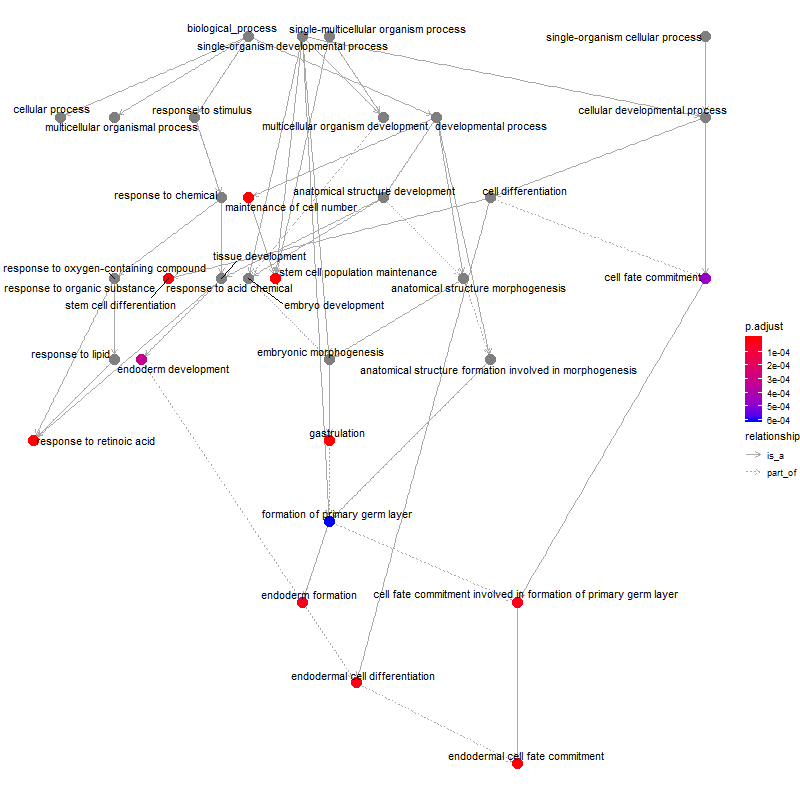 biological_process
single-multicellular organism process
single-organism cellular process
single-organism developmental process
cellular process
response to stimulus
cellular developmental process
multicellular organismal process
multicellular organism development
developmental process
response to chemical
anatomical structure development
cell differentiation
maintenance of cell number
tissue development
response to oxygen-containing compound
stem cell population maintenance
cell fate commitment
response to organic substance
response to acid chemical
anatomical structure morphogenesis
stem cell differentiation
embryo development
response to lipid
embryonic morphogenesis
endoderm development
anatomical structure formation involved in morphogenesis
gastrulation
response to retinoic acid
formation of primary germ layer
endoderm formation
cell fate commitment involved in formation of primary germ layer
endodermal cell differentiation
endodermal cell fate commitment
p.adjust
1e-04
2e-04
3e-04
4e-04
5e-04
6e-04
relationship
is_a
part_of